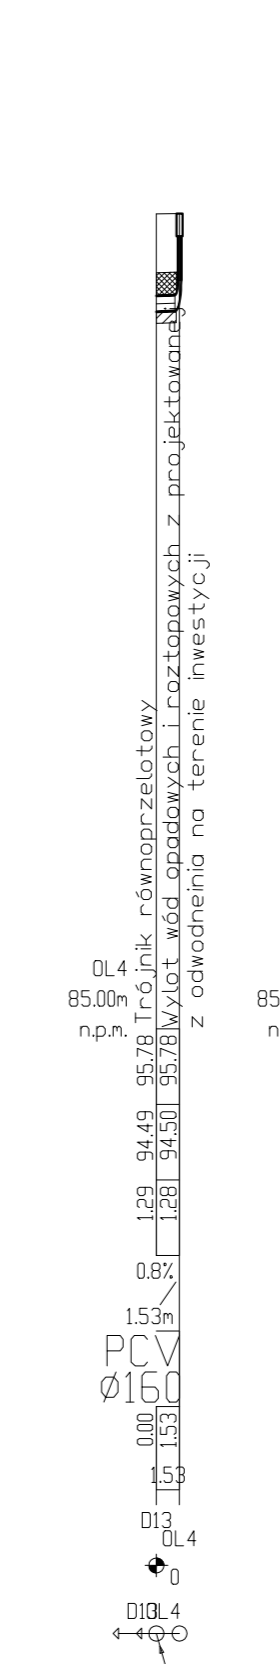 Trójnik równoprzelotowy
Wylot wód opadowych i roztopowych z projektowanej
z odwodneinia na terenie inwestycji
OL4
85.00m
n.p.m.
85
n
95.78
95.78
94.49
94.50
1.29
1.28
0.8%
1.53m
PCV
Ø160
0.00
1.53
1.53
D13
OL4
0
D13
OL4